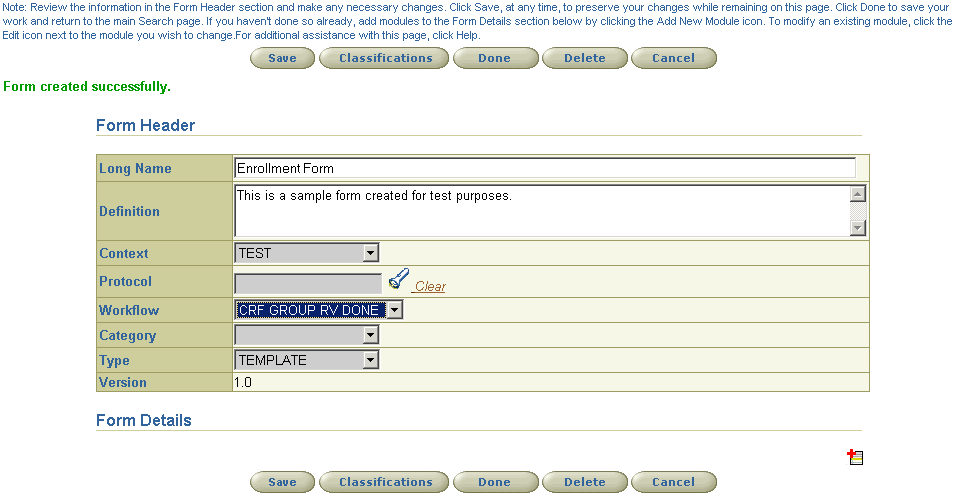 Note: Review the information in the Form Header section and make any necessary changes. Click Save, at any time, to preserve your changes while remaining on this page. Click Done to save your
work and return to the main Search page. If you haven't done so already, add modules to the Form Details section below by clicking the Add New Module icon. To modify an existing module, click the
Edit icon next to the module you wish to change.For additional assistance with this page, click Help.
Save Classifications Done Delete Cancel
Form created successfully.
Form Header
Long Name Enrollment Form
Definition This is a sample form created for test purposes.
Context TEST
Protocol Clear
Workflow CRF GROUP RV DONE
Category
Type TEMPLATE
Version 1.0
Form Details
Save Classifications Done Delete Cancel